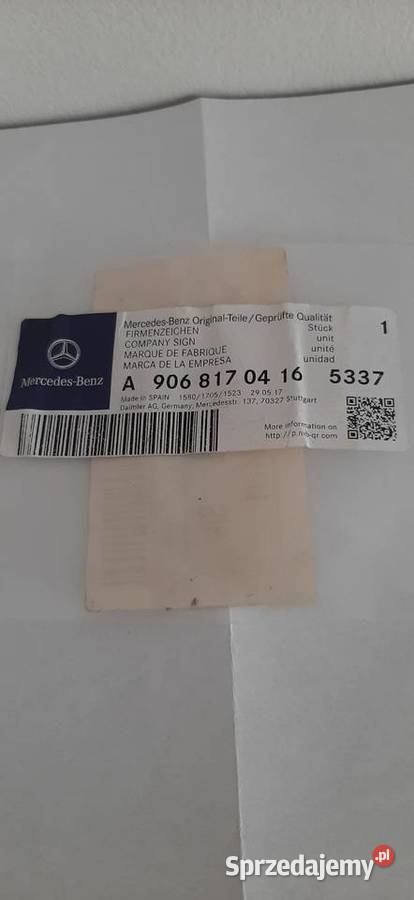 Mercedes-Benz Original-Teile/Geprüfte Qualität
FIRMENZEICHEN Stück 1
COMPANY SIGN unit
MARQUE DE FABRIQUE unité
MARCA DE LA EMPRESA unidad
Mercedes-Benz
A 906 817 04 16 5337
Made in SPAIN 1580/1705/1523 29.05.17
Daimler AG, Germany, Mercedesstr. 137, 70327 Stuttgart
More information on
http://p.mb-qr.com
Sprzedajemy.pl